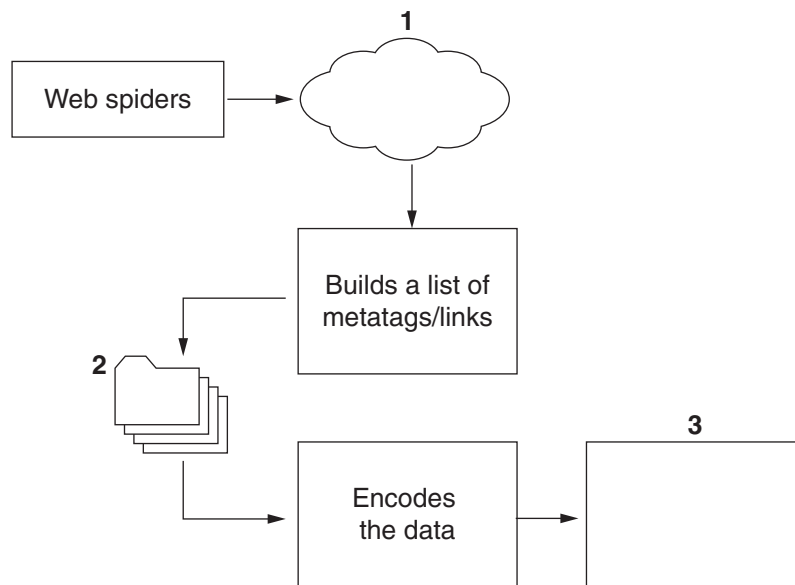 1
Web spiders
Builds a list of
metatags/links
2
3
Encodes
the data